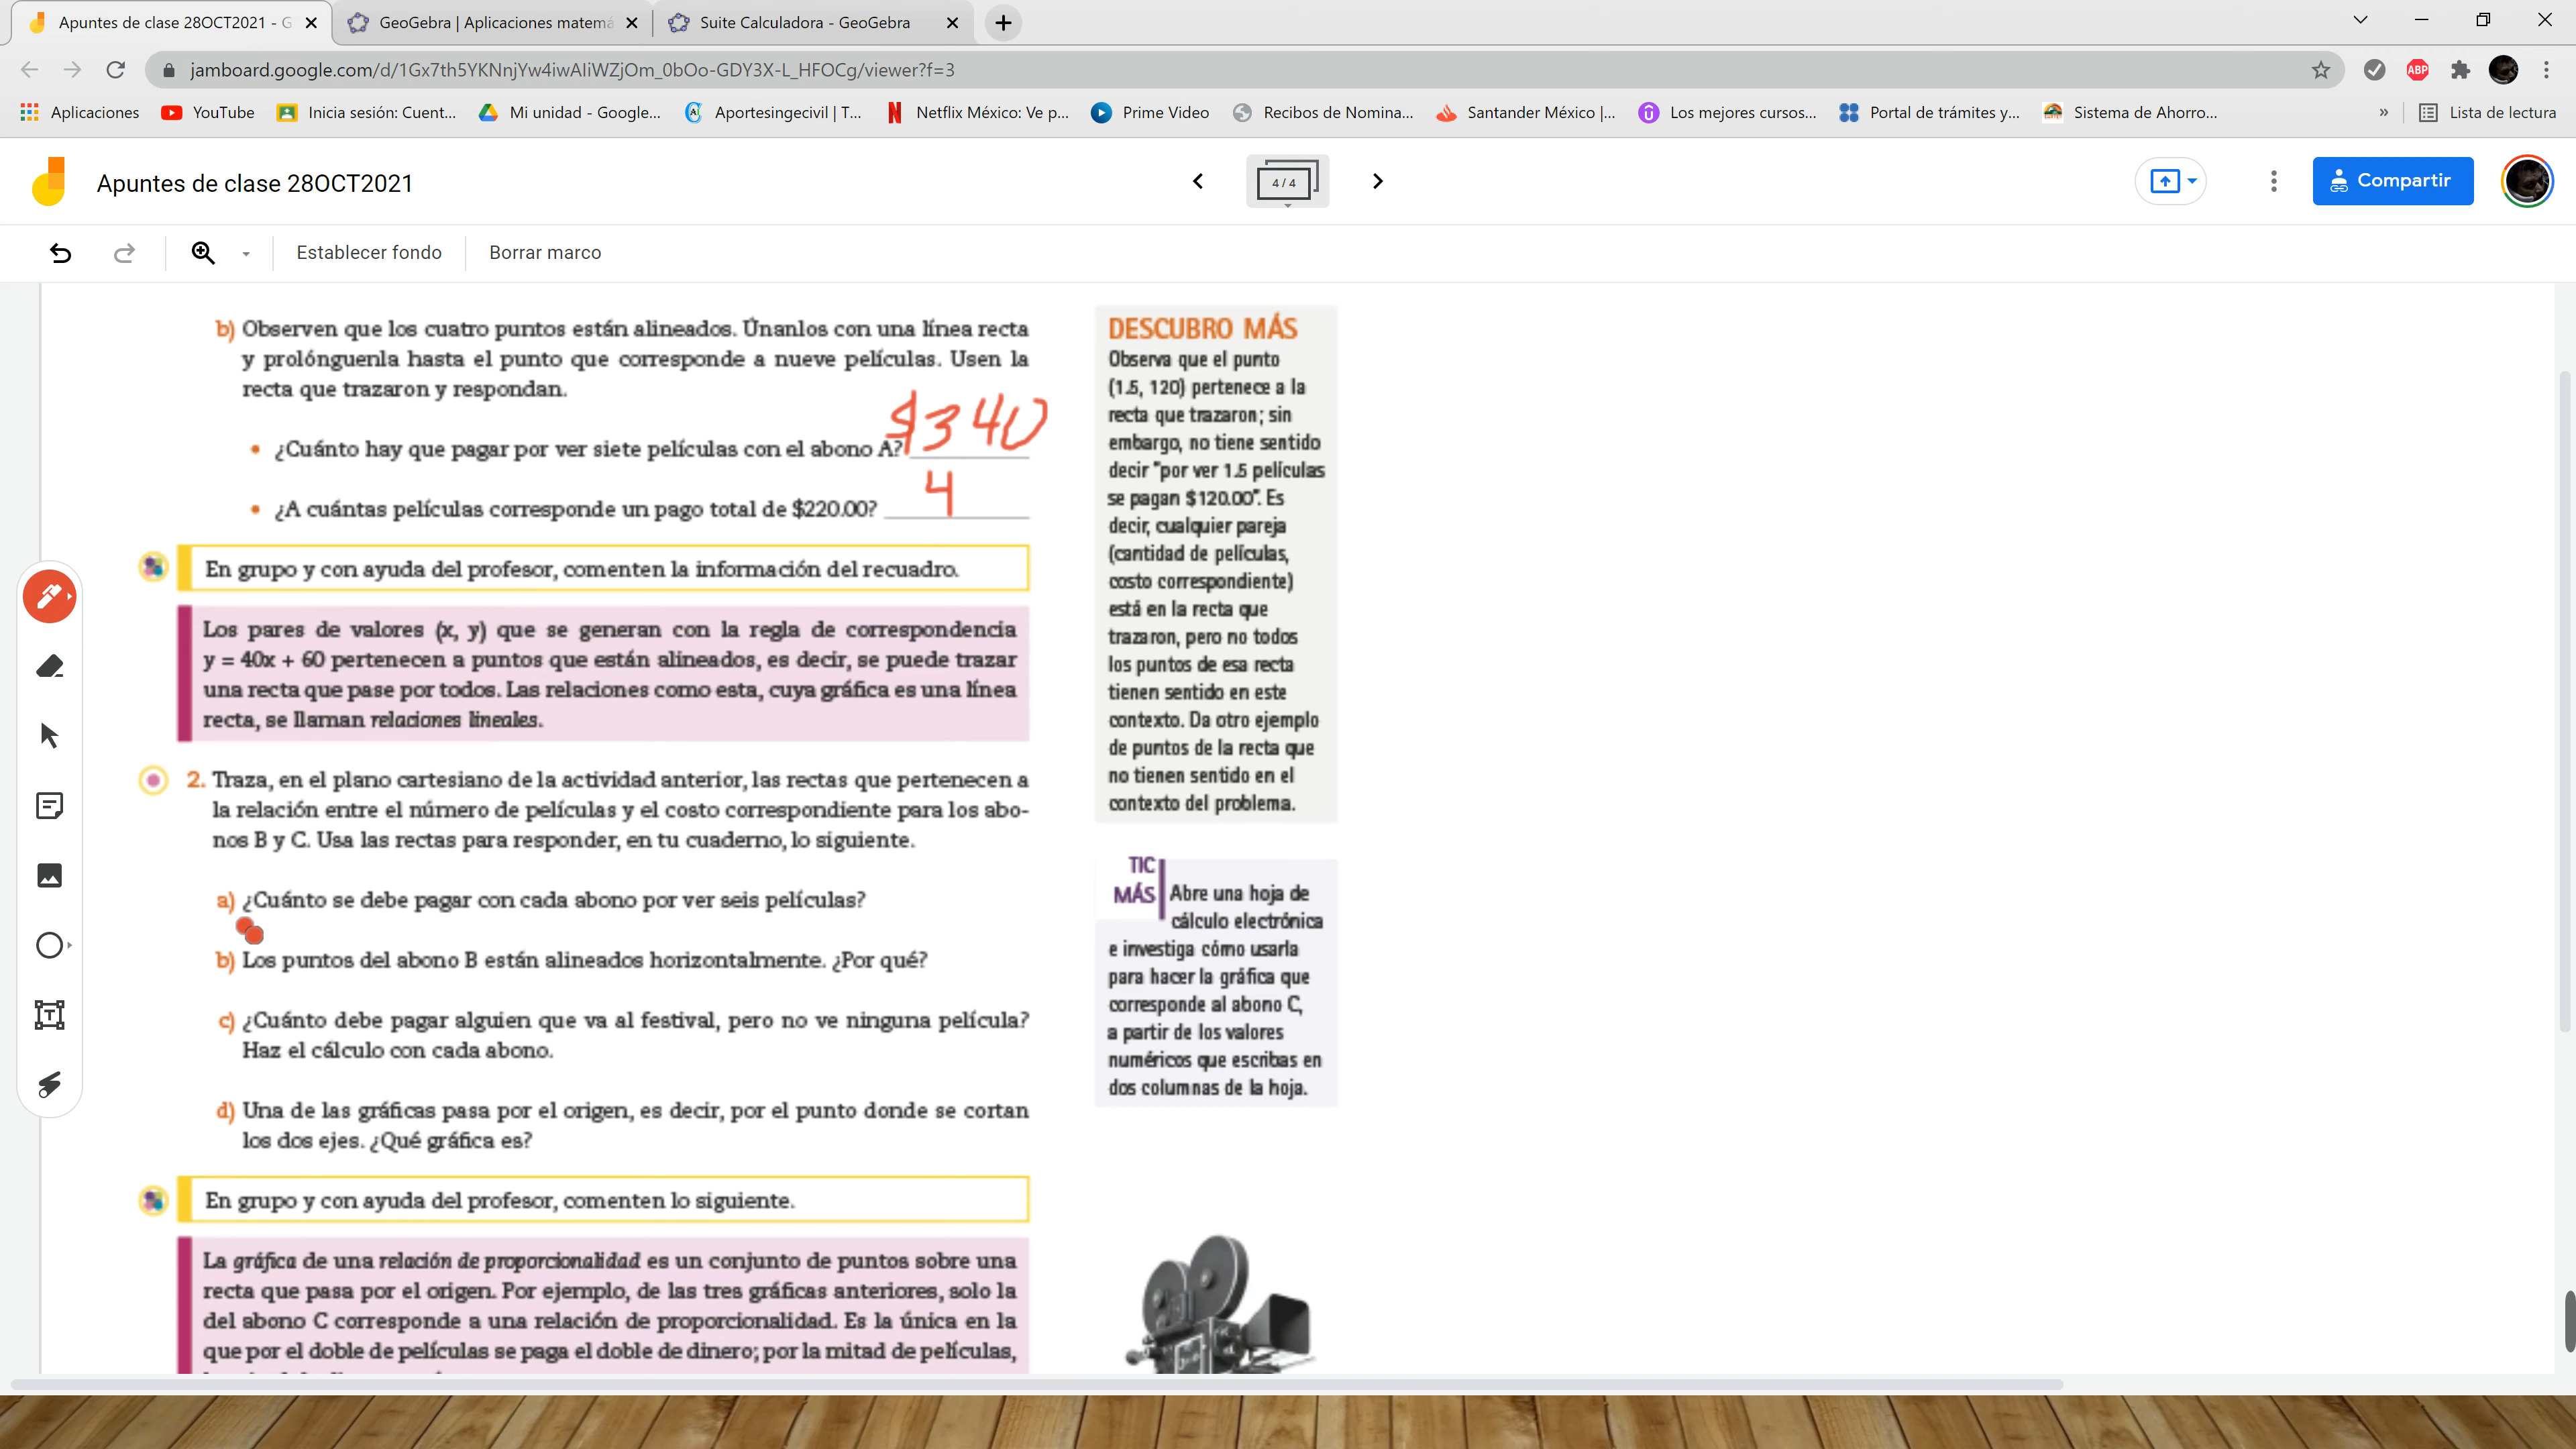 Apuntes de clase 28OCT2021 - G
GeoGebra | Aplicaciones matemá
Suite Calculadora - GeoGebra
jamboard.google.com/d/1Gx7th5YKNnjYw4iwAIiWZjOm_0bOo-GDY3X-L_HFOCg/viewer?f=3
ABP
Aplicaciones
YouTube
Inicia sesión: Cuent...
Mi unidad - Google...
Aportesingecivil | T...
Netflix México: Ve p...
Prime Video
Recibos de Nomina...
Santander México |...
Los mejores cursos...
Portal de trámites y...
Sistema de Ahorro...
»
Lista de lectura
Apuntes de clase 28OCT2021
4 / 4
Compartir
Establecer fondo
Borrar marco
b) Observen que los cuatro puntos están alineados. Únanlos con una línea recta
y prolónguenla hasta el punto que corresponde a nueve películas. Usen la
recta que trazaron y respondan.
$340
• ¿Cuánto hay que pagar por ver siete películas con el abono A?
4
• ¿A cuántas películas corresponde un pago total de $220.00?
En grupo y con ayuda del profesor, comenten la información del recuadro.
Los pares de valores (x, y) que se generan con la regla de correspondencia
y = 40x + 60 pertenecen a puntos que están alineados, es decir, se puede trazar
una recta que pase por todos. Las relaciones como esta, cuya gráfica es una línea
recta, se llaman relaciones lineales.
2. Traza, en el plano cartesiano de la actividad anterior, las rectas que pertenecen a
la relación entre el número de películas y el costo correspondiente para los abo-
nos B y C. Usa las rectas para responder, en tu cuaderno, lo siguiente.
a) ¿Cuánto se debe pagar con cada abono por ver seis películas?
b) Los puntos del abono B están alineados horizontalmente. ¿Por qué?
c) ¿Cuánto debe pagar alguien que va al festival, pero no ve ninguna película?
Haz el cálculo con cada abono.
d) Una de las gráficas pasa por el origen, es decir, por el punto donde se cortan
los dos ejes. ¿Qué gráfica es?
En grupo y con ayuda del profesor, comenten lo siguiente.
La gráfica de una relación de proporcionalidad es un conjunto de puntos sobre una
recta que pasa por el origen. Por ejemplo, de las tres gráficas anteriores, solo la
del abono C corresponde a una relación de proporcionalidad. Es la única en la
que por el doble de películas se paga el doble de dinero; por la mitad de películas,
DESCUBRO MÁS
Observa que el punto
(1.5, 120) pertenece a la
recta que trazaron; sin
embargo, no tiene sentido
decir "por ver 1.5 películas
se pagan $120.00". Es
decir, cualquier pareja
(cantidad de películas,
costo correspondiente)
está en la recta que
trazaron, pero no todos
los puntos de esa recta
tienen sentido en este
contexto. Da otro ejemplo
de puntos de la recta que
no tienen sentido en el
contexto del problema.
TIC
MÁS
Abre una hoja de
cálculo electrónica
e investiga cómo usarla
para hacer la gráfica que
corresponde al abono C,
a partir de los valores
numéricos que escribas en
dos columnas de la hoja.